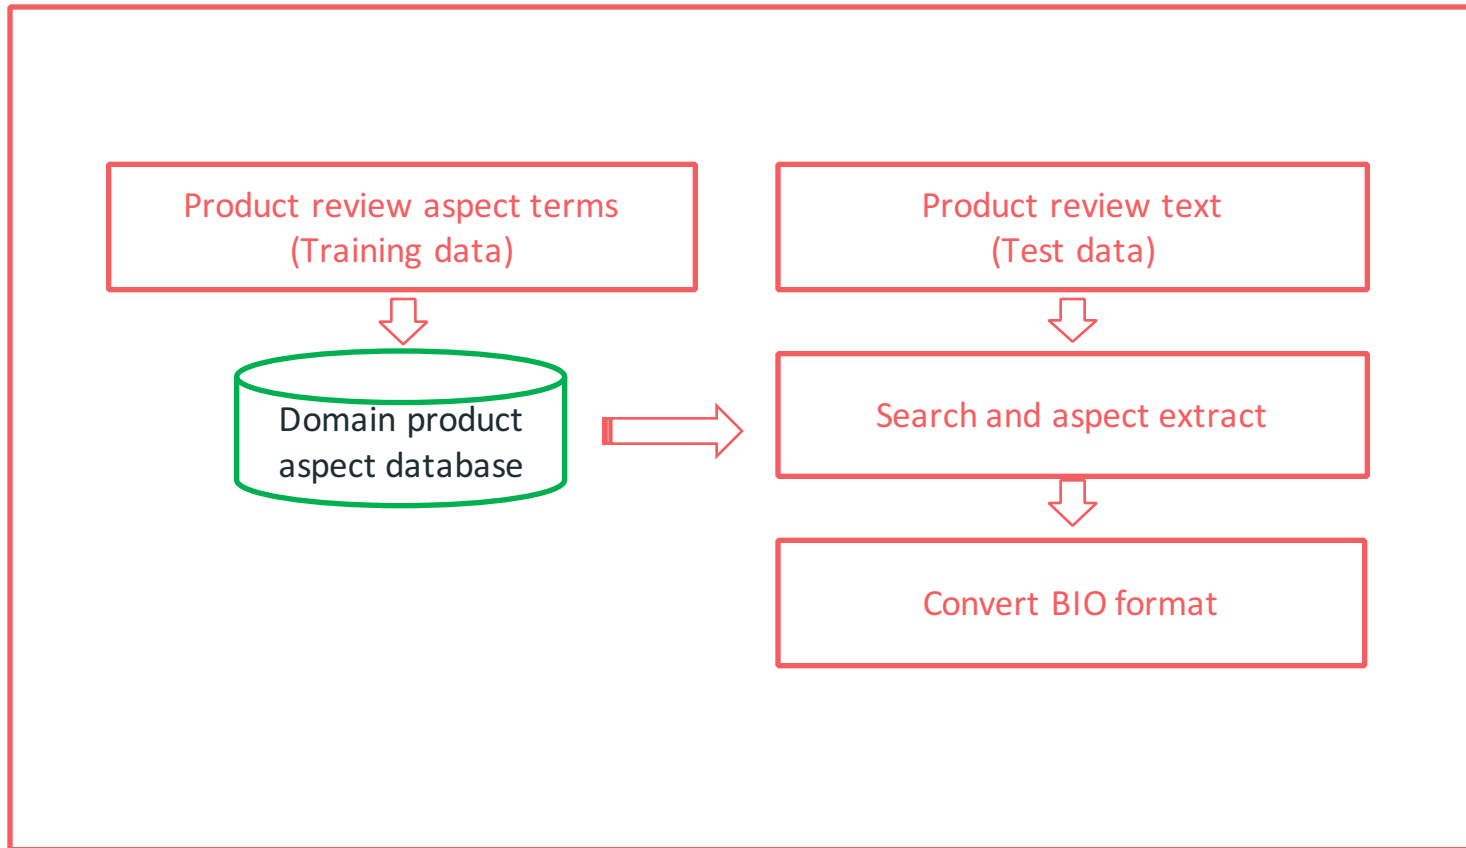 Product review aspect terms
(Training data)
Product review text
(Test data)
Domain product
aspect database
Search and aspect extract
Convert BIO format